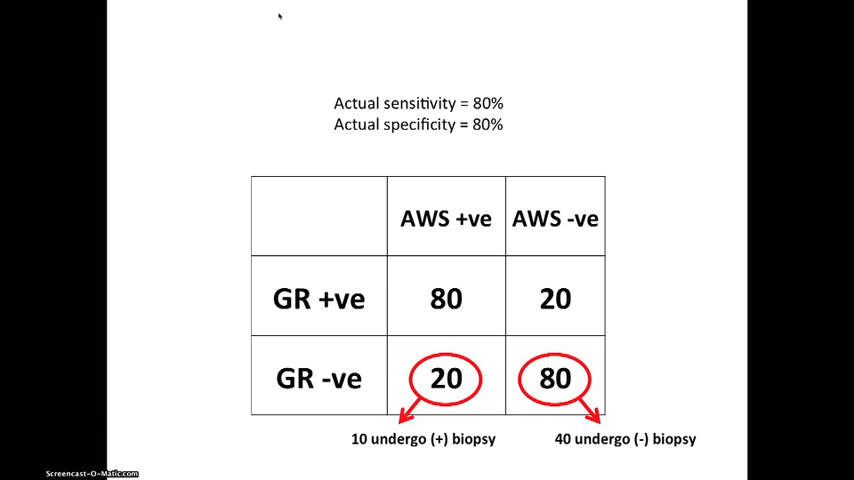 Actual sensitivity = 80%
Actual specificity = 80%
AWS +ve AWS -ve
GR +ve 80 20
GR -ve 20 80
10 undergo (+) biopsy 40 undergo (-) biopsy
Screencast-O-Matic.com